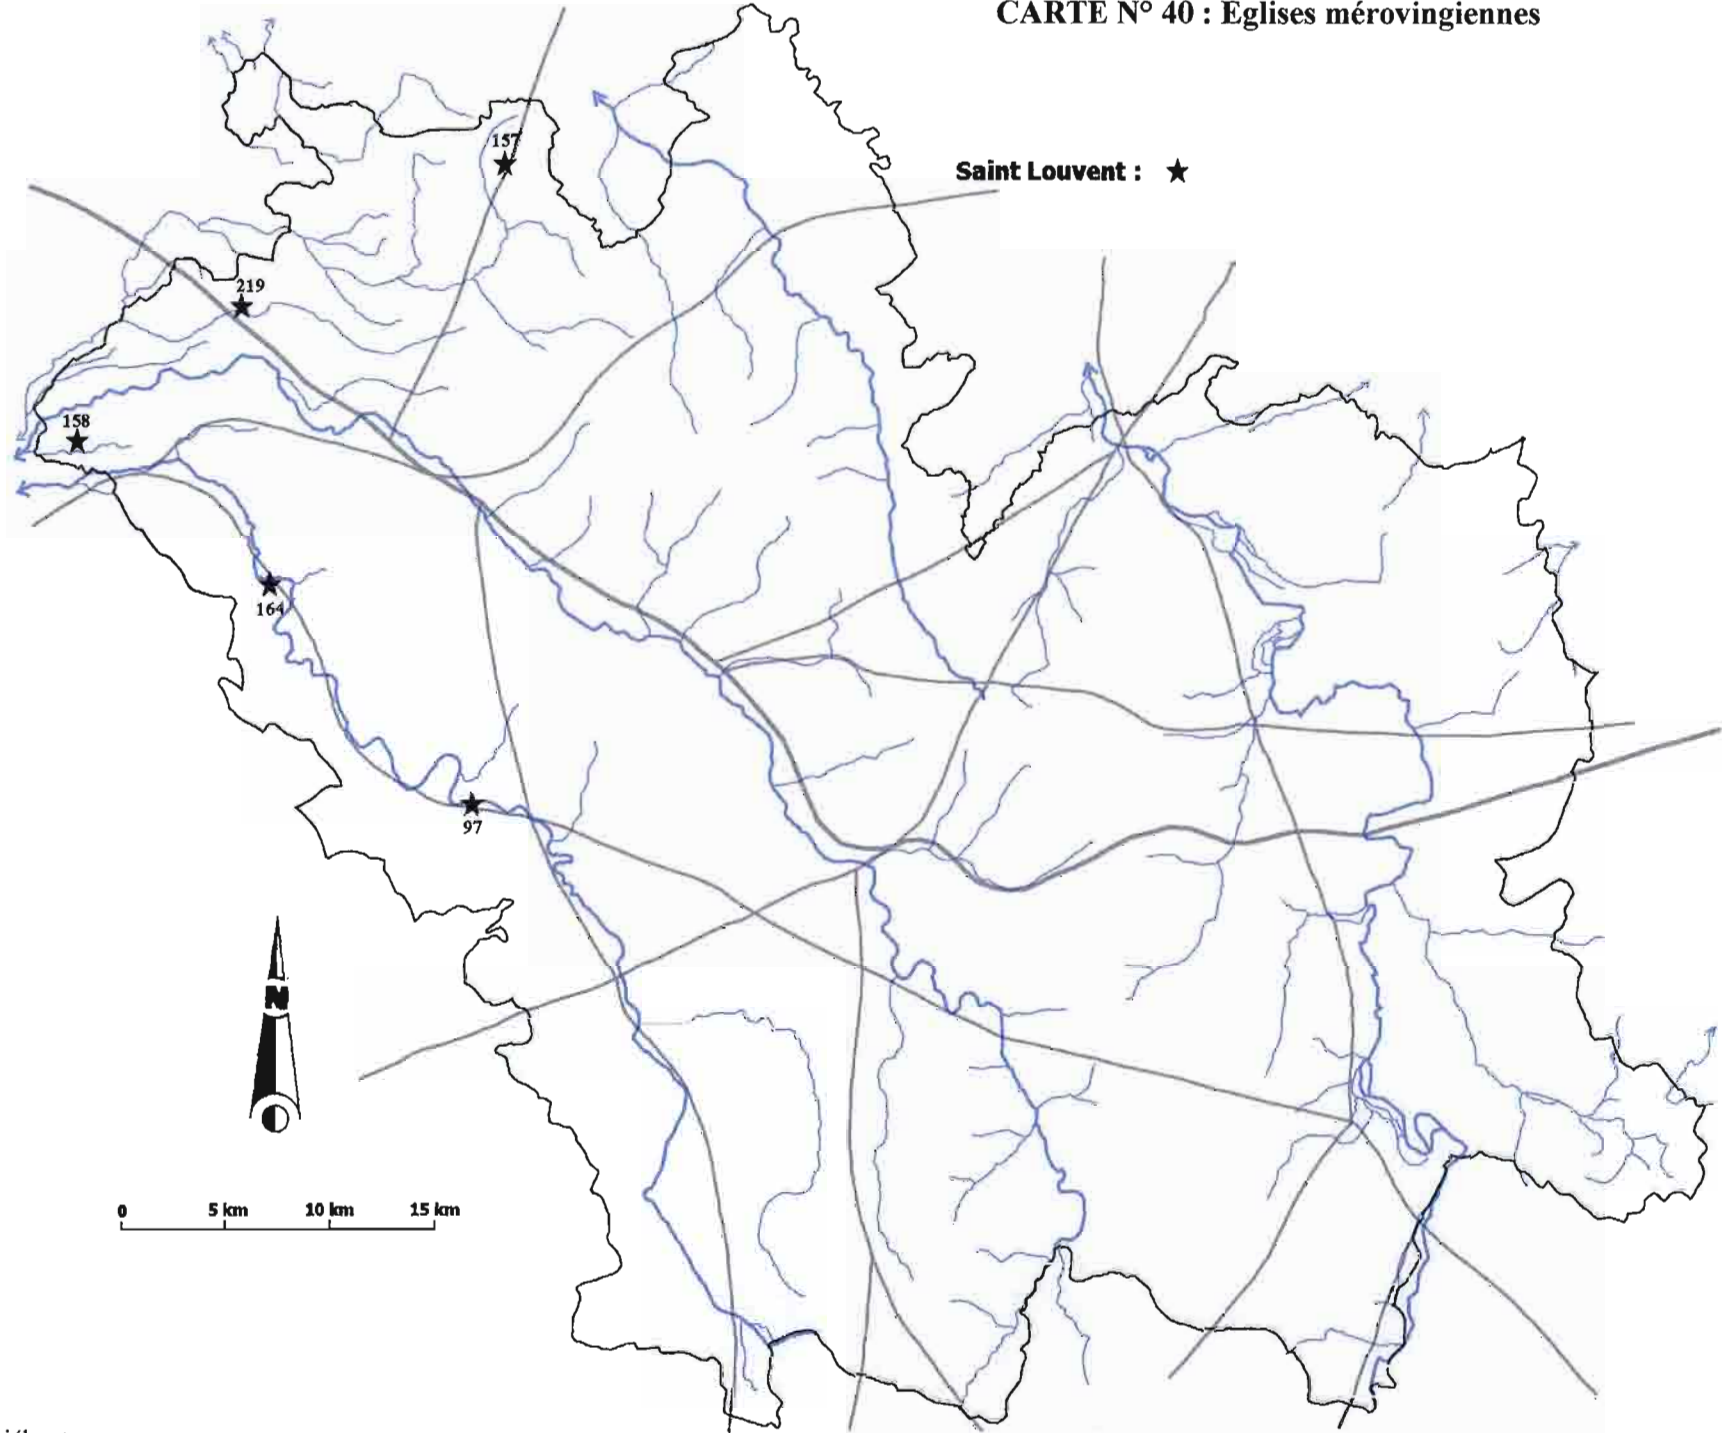 CARTE N° 40 : Eglises mérovingiennes
157
Saint Louvent :
219
158
164
97
N
0 5 km 10 km 15 km